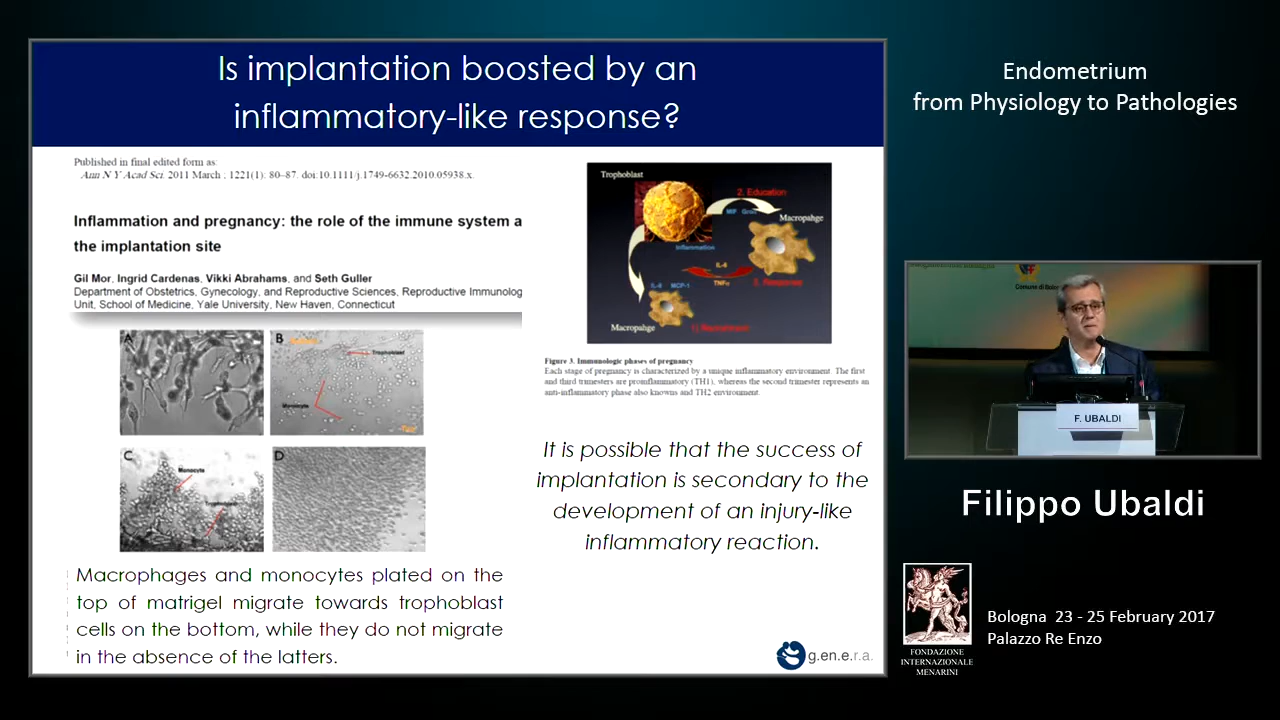 Is implantation boosted by an
inflammatory-like response?
Published in final edited form as:
Ann N Y Acad Sci. 2011 March ; 1221(1): 80–87. doi:10.1111/j.1749-6632.2010.05938.x.
Inflammation and pregnancy: the role of the immune system a
the implantation site
Gil Mor, Ingrid Cardenas, Vikki Abrahams, and Seth Guller
Department of Obstetrics, Gynecology, and Reproductive Sciences, Reproductive Immunolog
Unit, School of Medicine, Yale University, New Haven, Connecticut
A
B
Trophoblast
Monocyte
C
Monocyte
D
Macrophages and monocytes plated on the
top of matrigel migrate towards trophoblast
cells on the bottom, while they do not migrate
in the absence of the latters.
Trophoblast
2. Education
MIP
Macropahge
Inflammation
IL-6
TNFα
IL-8 MCP-1
Macropahge
Figure 3. Immunologic phases of pregnancy
Each stage of pregnancy is characterized by a unique inflammatory environment. The first
and third trimesters are proinflammatory (TH1), whereas the second trimester represents an
anti-inflammatory phase also knowns and TH2 environment.
It is possible that the success of
implantation is secondary to the
development of an injury-like
inflammatory reaction.
g.en.e.r.a.
Endometrium
from Physiology to Pathologies
Comune di Bolo
F. UBALDI
Filippo Ubaldi
FONDAZIONE
INTERNAZIONALE
MENARINI
Bologna 23 - 25 February 2017
Palazzo Re Enzo